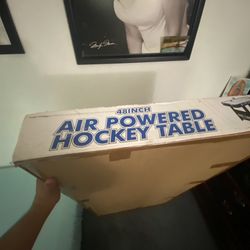 48INCH
AIR POWERED
HOCKEY TABLE